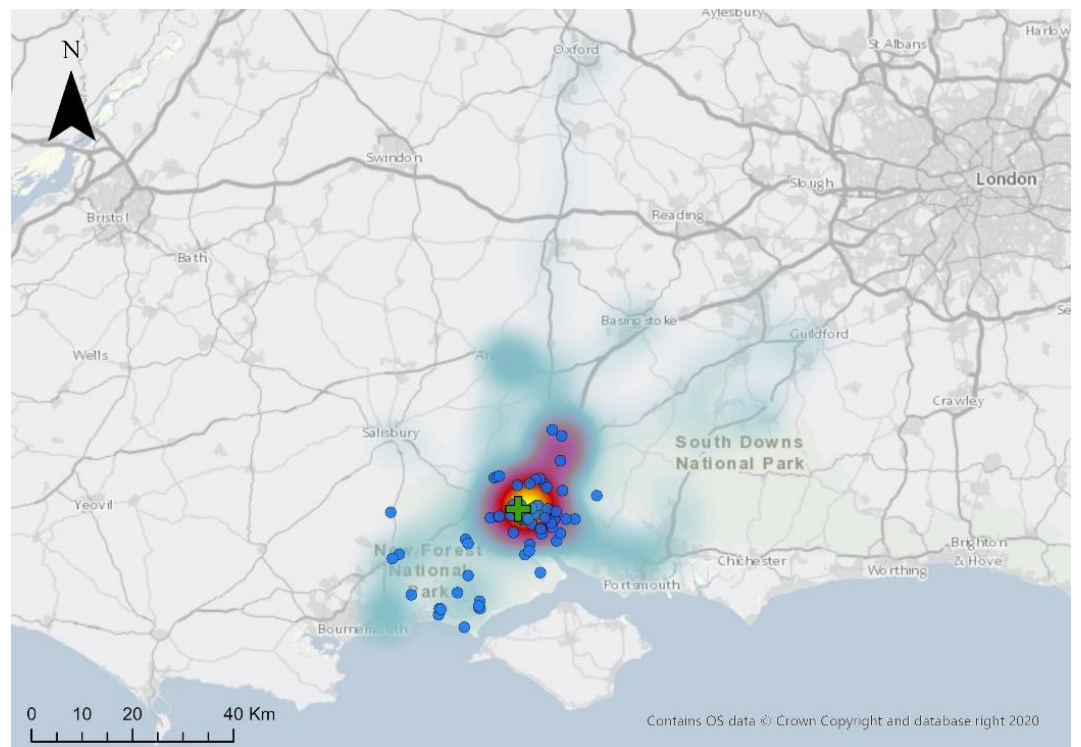 Aylesbury
Oxford
N
St Albans
Swindon
Slough
London
Bristol
Reading
Bath
Basingstoke
Guildford
Wells
Crawley
Salisbury
South Downs
National Park
Yeovil
New Forest
National
Park
Brighton
& Hove
Chichester
Worthing
Portsmouth
Bournemouth
0 10 20 40 Km
Contains OS data © Crown Copyright and database right 2020